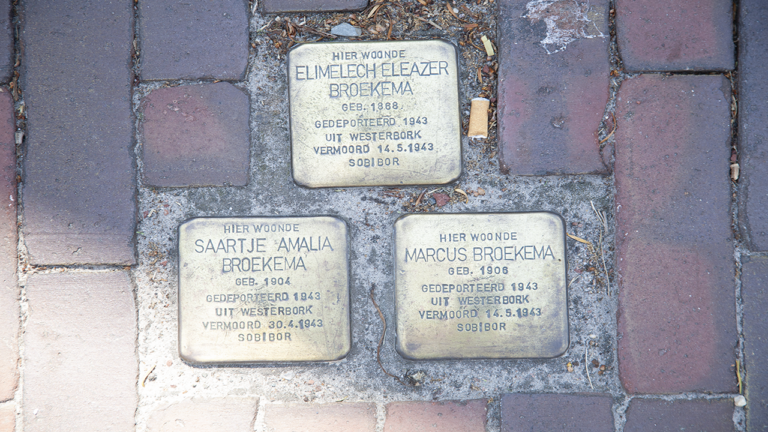 HIER WOONDE
ELIMELECH ELEAZER
BROEKEMA
GEB. 1868
GEDEPORTEERD 1943
UIT WESTERBORK
VERMOORD 14.5.1943
SOBIBOR
HIER WOONDE
SAARTJE AMALIA
BROEKEMA
GEB. 1904
GEDEPORTEERD 1943
UIT WESTERBORK
VERMOORD 30.4.1943
SOBIBOR
HIER WOONDE
MARCUS BROEKEMA
GEB. 1906
GEDEPORTEERD 1943
UIT WESTERBORK
VERMOORD 14.5.1943
SOBIBOR